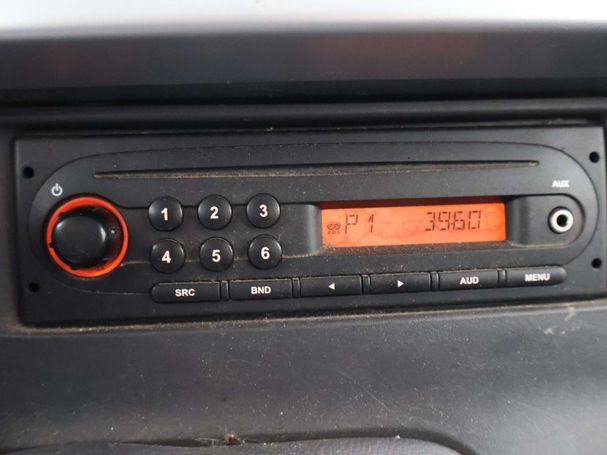 AUX
1 2 3
P1 3960
4 5 6
SRC BND ◄ ► AUD MENU